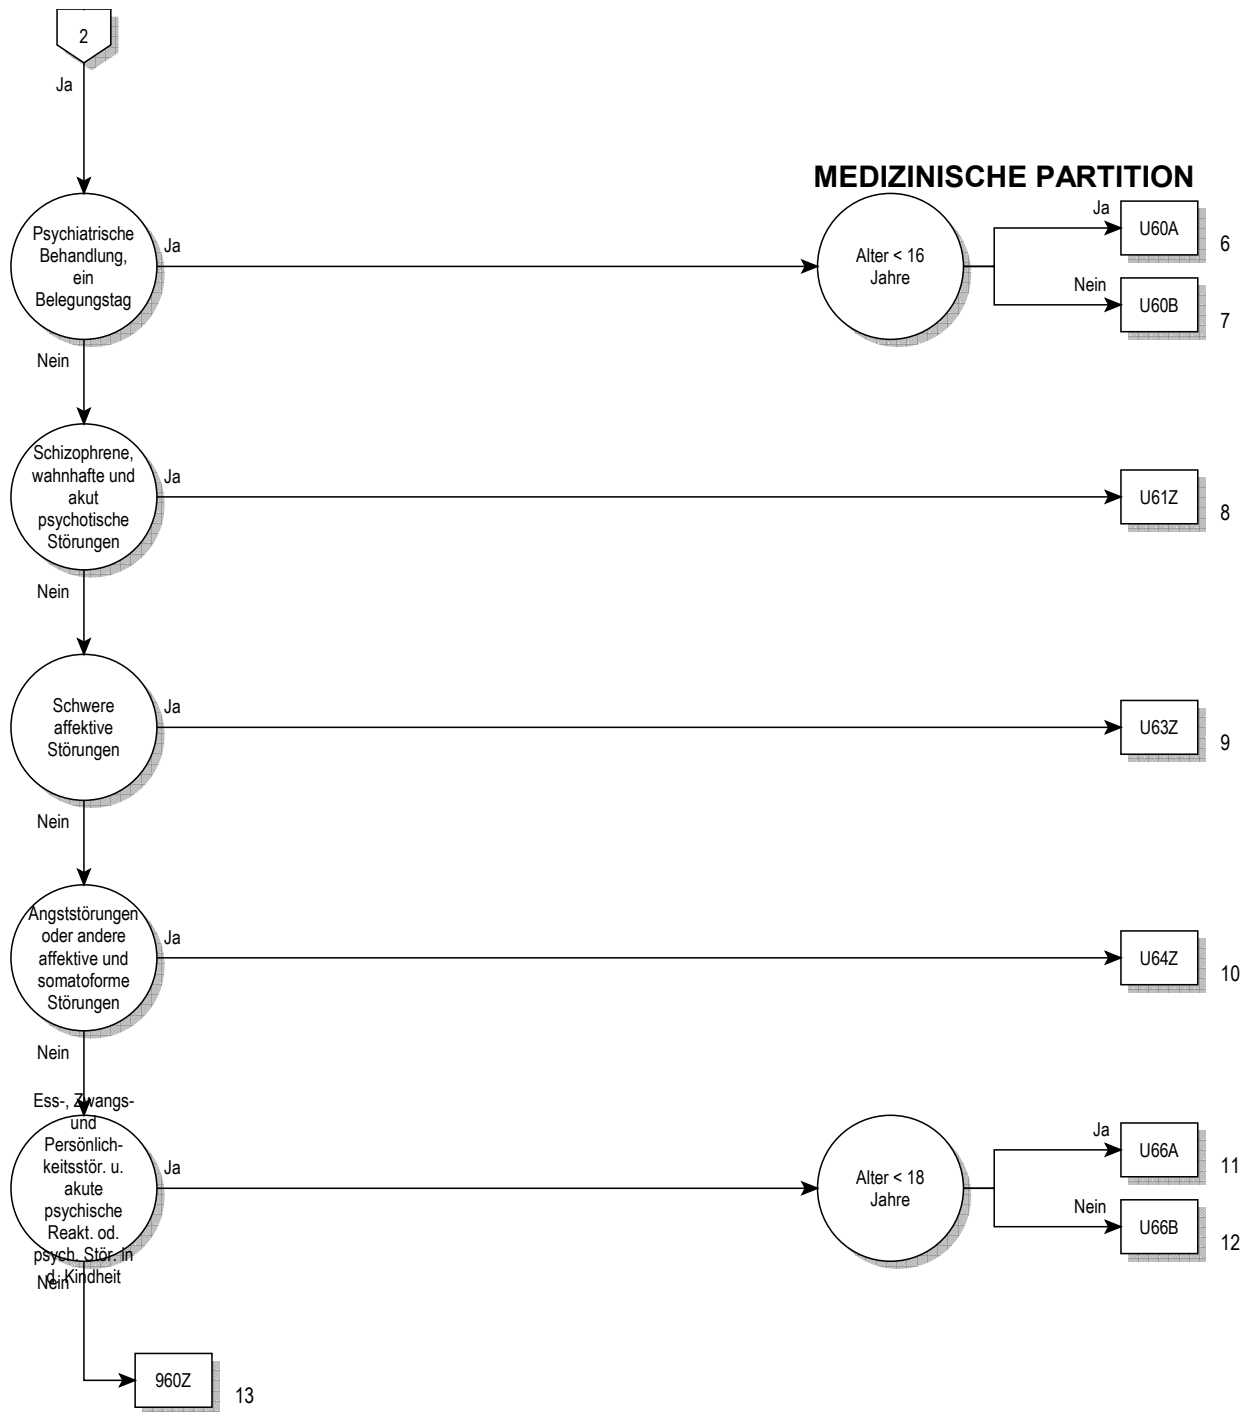 2
Ja
MEDIZINISCHE PARTITION
Psychiatrische
Behandlung,
ein
Belegungstag
Ja
Alter < 16
Jahre
Ja
U60A
6
Nein
U60B
7
Nein
Schizophrene,
wahnhafte und
akut
psychotische
Störungen
Ja
U61Z
8
Nein
Schwere
affektive
Störungen
Ja
U63Z
9
Nein
Angststörungen
oder andere
affektive und
somatoforme
Störungen
Ja
U64Z
10
Nein
Ess-, Zwangs-
und
Persönlich-
keitsstör. u.
akute
psychische
Reakt. od.
psych. Stör. in
d. Kindheit
Ja
Alter < 18
Jahre
Ja
U66A
11
Nein
U66B
12
Nein
960Z
13